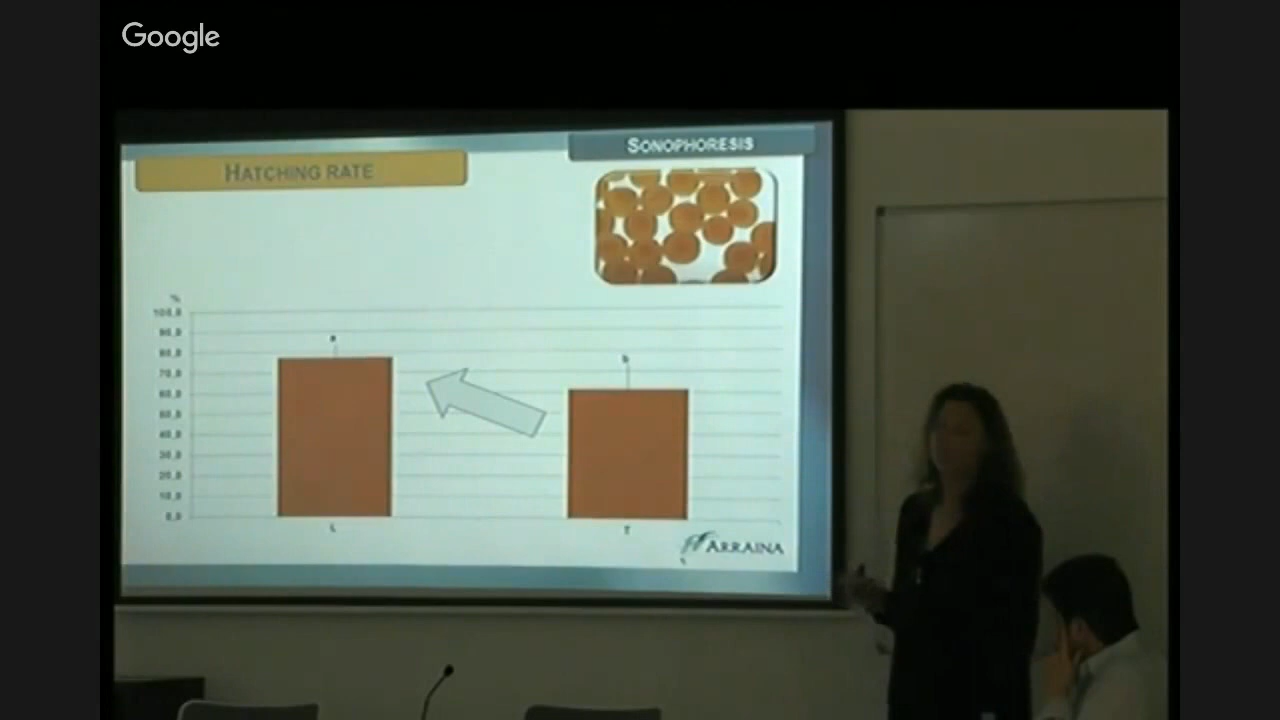 Google
SONOPHORESIS
HATCHING RATE
%
100,0
90,0
80,0
70,0
60,0
50,0
40,0
30,0
20,0
10,0
0,0
a
b
L
T
ARRAINA